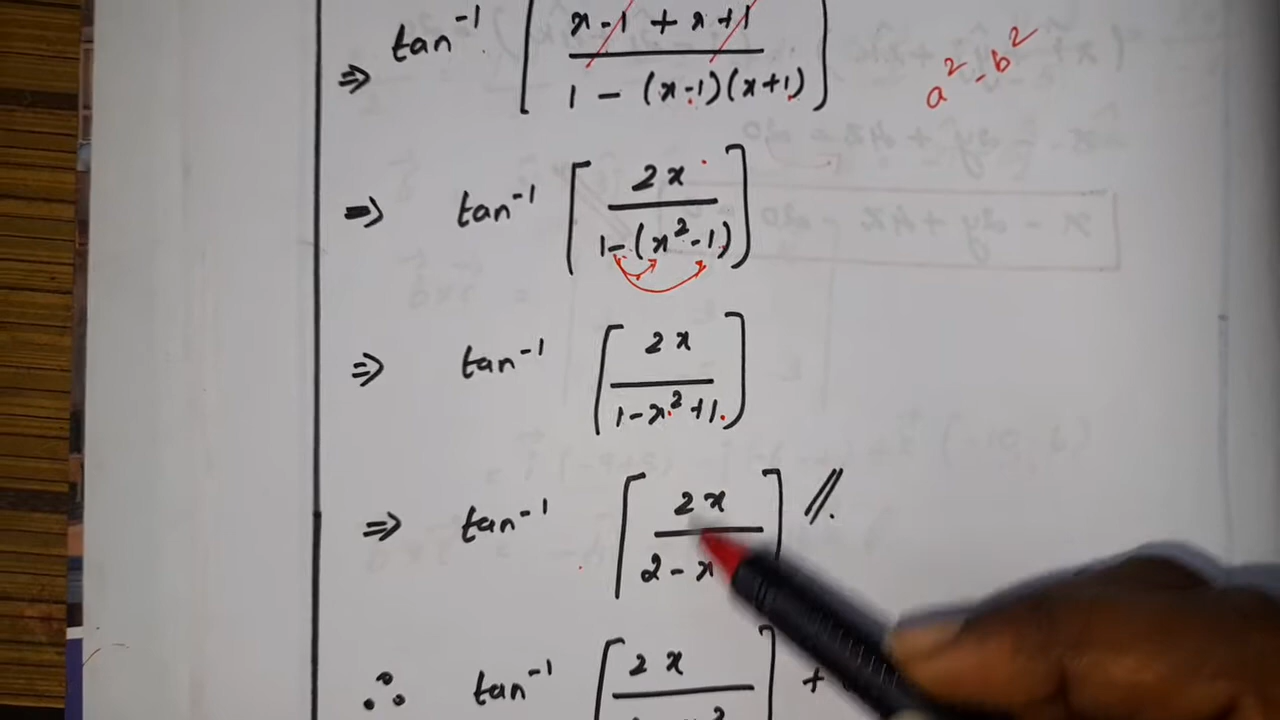 ⇒ tan⁻¹ [ x-1 + x+1 / 1 - (x-1)(x+1) ]
a² - b²
⇒ tan⁻¹ [ 2x / 1-(x²-1) ]
⇒ tan⁻¹ [ 2x / 1-x²+1 ]
⇒ tan⁻¹ [ 2x / 2-x ] //.
∴ tan⁻¹ [ 2x / ] +